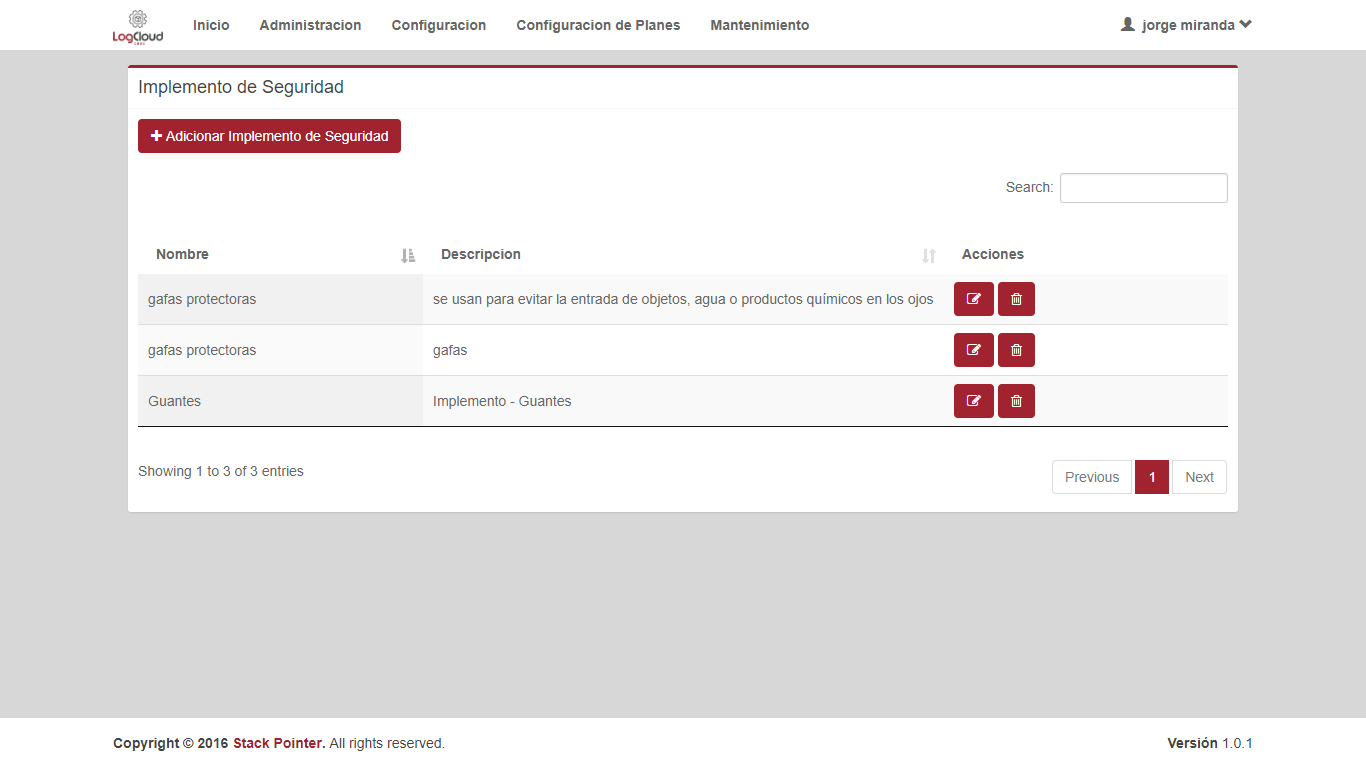 LogCloud
Inicio Administracion Configuracion Configuracion de Planes Mantenimiento jorge miranda
Implemento de Seguridad
Adicionar Implemento de Seguridad
Search:
Nombre Descripcion Acciones
gafas protectoras se usan para evitar la entrada de objetos, agua o productos químicos en los ojos
gafas protectoras gafas
Guantes Implemento - Guantes
Showing 1 to 3 of 3 entries
Previous 1 Next
Copyright © 2016 Stack Pointer. All rights reserved. Versión 1.0.1